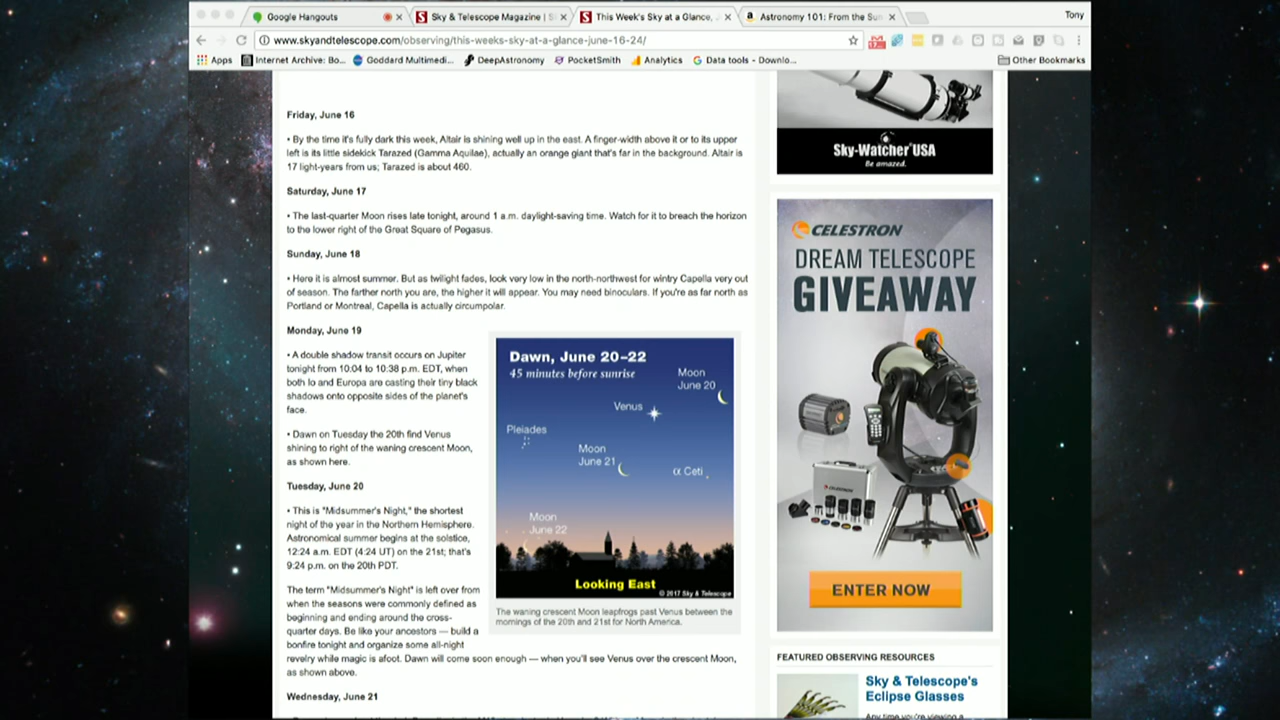 Google Hangouts
Sky & Telescope Magazine | S
This Week's Sky at a Glance, J
Astronomy 101: From the Sun
Tony
www.skyandtelescope.com/observing/this-weeks-sky-at-a-glance-june-16-24/
Apps
Internet Archive: Bo...
Goddard Multimedi...
DeepAstronomy
PocketSmith
Analytics
Data tools - Downlo...
Other Bookmarks
Friday, June 16
• By the time it's fully dark this week, Altair is shining well up in the east. A finger-width above it or to its upper
left is its little sidekick Tarazed (Gamma Aquilae), actually an orange giant that's far in the background. Altair is
17 light-years from us; Tarazed is about 460.
Saturday, June 17
• The last-quarter Moon rises late tonight, around 1 a.m. daylight-saving time. Watch for it to breach the horizon
to the lower right of the Great Square of Pegasus.
Sunday, June 18
• Here it is almost summer. But as twilight fades, look very low in the north-northwest for wintry Capella very out
of season. The farther north you are, the higher it will appear. You may need binoculars. If you're as far north as
Portland or Montreal, Capella is actually circumpolar.
Monday, June 19
• A double shadow transit occurs on Jupiter
tonight from 10:04 to 10:38 p.m. EDT, when
both Io and Europa are casting their tiny black
shadows onto opposite sides of the planet's
face.
• Dawn on Tuesday the 20th find Venus
shining to right of the waning crescent Moon,
as shown here.
Tuesday, June 20
• This is "Midsummer's Night," the shortest
night of the year in the Northern Hemisphere.
Astronomical summer begins at the solstice,
12:24 a.m. EDT (4:24 UT) on the 21st; that's
9:24 p.m. on the 20th PDT.
The term "Midsummer's Night" is left over from
when the seasons were commonly defined as
beginning and ending around the cross-
quarter days. Be like your ancestors — build a
bonfire tonight and organize some all-night
revelry while magic is afoot. Dawn will come soon enough — when you'll see Venus over the crescent Moon,
as shown above.
Wednesday, June 21
Dawn, June 20–22
45 minutes before sunrise
Moon
June 20
Venus
Pleiades
Moon
June 21
α Ceti
Moon
June 22
Looking East
© 2017 Sky & Telescope
The waning crescent Moon leapfrogs past Venus between the
mornings of the 20th and 21st for North America.
Sky-Watcher USA
Be amazed.
CELESTRON
DREAM TELESCOPE
GIVEAWAY
ENTER NOW
FEATURED OBSERVING RESOURCES
Sky & Telescope's
Eclipse Glasses
Any time you're viewing a